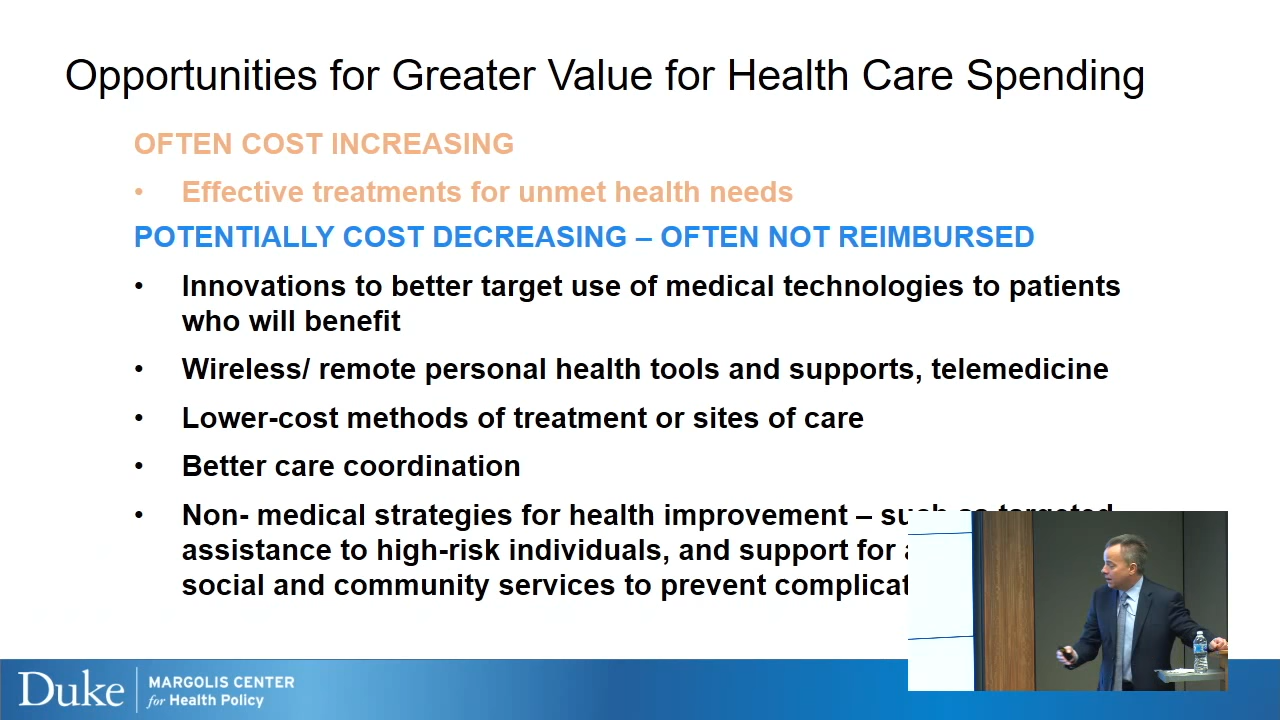 Opportunities for Greater Value for Health Care Spending
OFTEN COST INCREASING
• Effective treatments for unmet health needs
POTENTIALLY COST DECREASING – OFTEN NOT REIMBURSED
• Innovations to better target use of medical technologies to patients
who will benefit
• Wireless/ remote personal health tools and supports, telemedicine
• Lower-cost methods of treatment or sites of care
• Better care coordination
• Non- medical strategies for health improvement – such as targeted
assistance to high-risk individuals, and support for
social and community services to prevent
Duke
MARGOLIS CENTER
for Health Policy